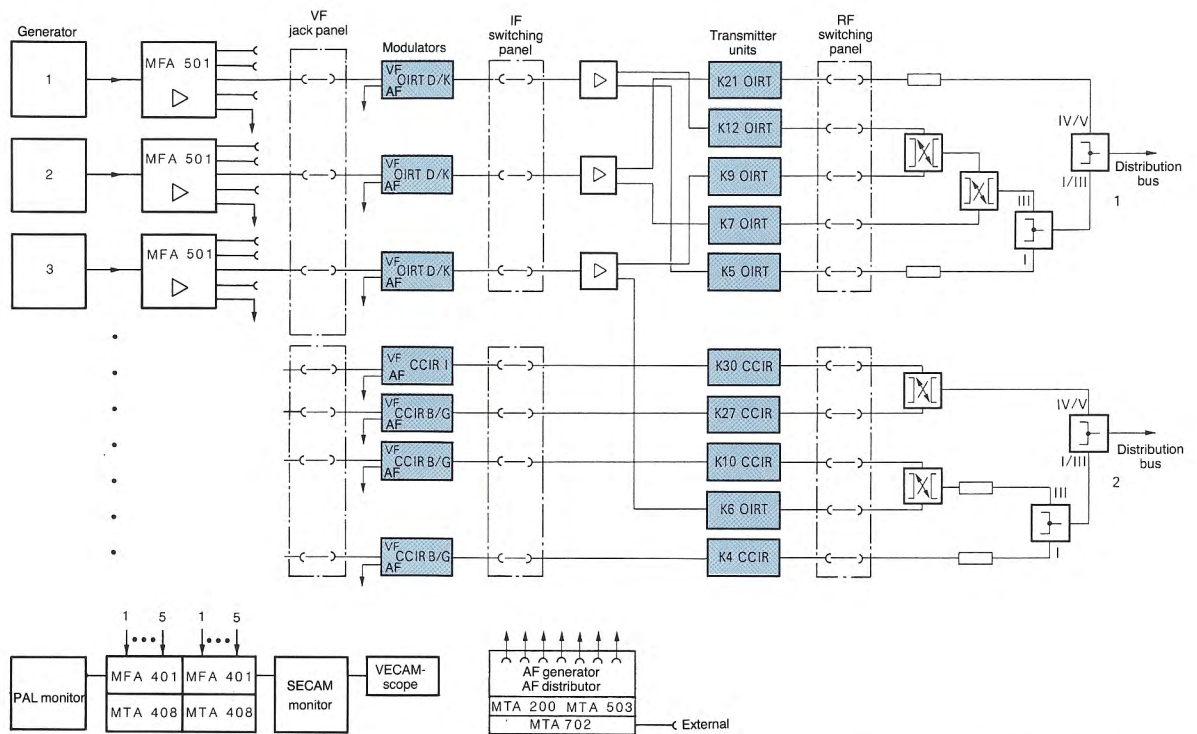 Generator
VF
jack panel
Modulators
IF
switching panel
Transmitter
units
RF
switching
panel
1
MFA 501
VF
OIRT D/K
AF
K21 OIRT
K12 OIRT
IV/V
2
MFA 501
VF
OIRT D/K
AF
K9 OIRT
Distribution
bus
1
I/III
K7 OIRT
III
3
MFA 501
VF
OIRT D/K
AF
K5 OIRT
I
VF
CCIR I
AF
K30 CCIR
VF
CCIR B/G
AF
K27 CCIR
IV/V
VF
CCIR B/G
AF
K10 CCIR
I/III
Distribution
bus
2
K6 OIRT
III
VF
CCIR B/G
AF
K4 CCIR
I
1 5 1 5
PAL monitor
MFA 401 MFA 401
MTA 408 MTA 408
SECAM
monitor
VECAM-
scope
AF generator
AF distributor
MTA 200 MTA 503
MTA 702
External